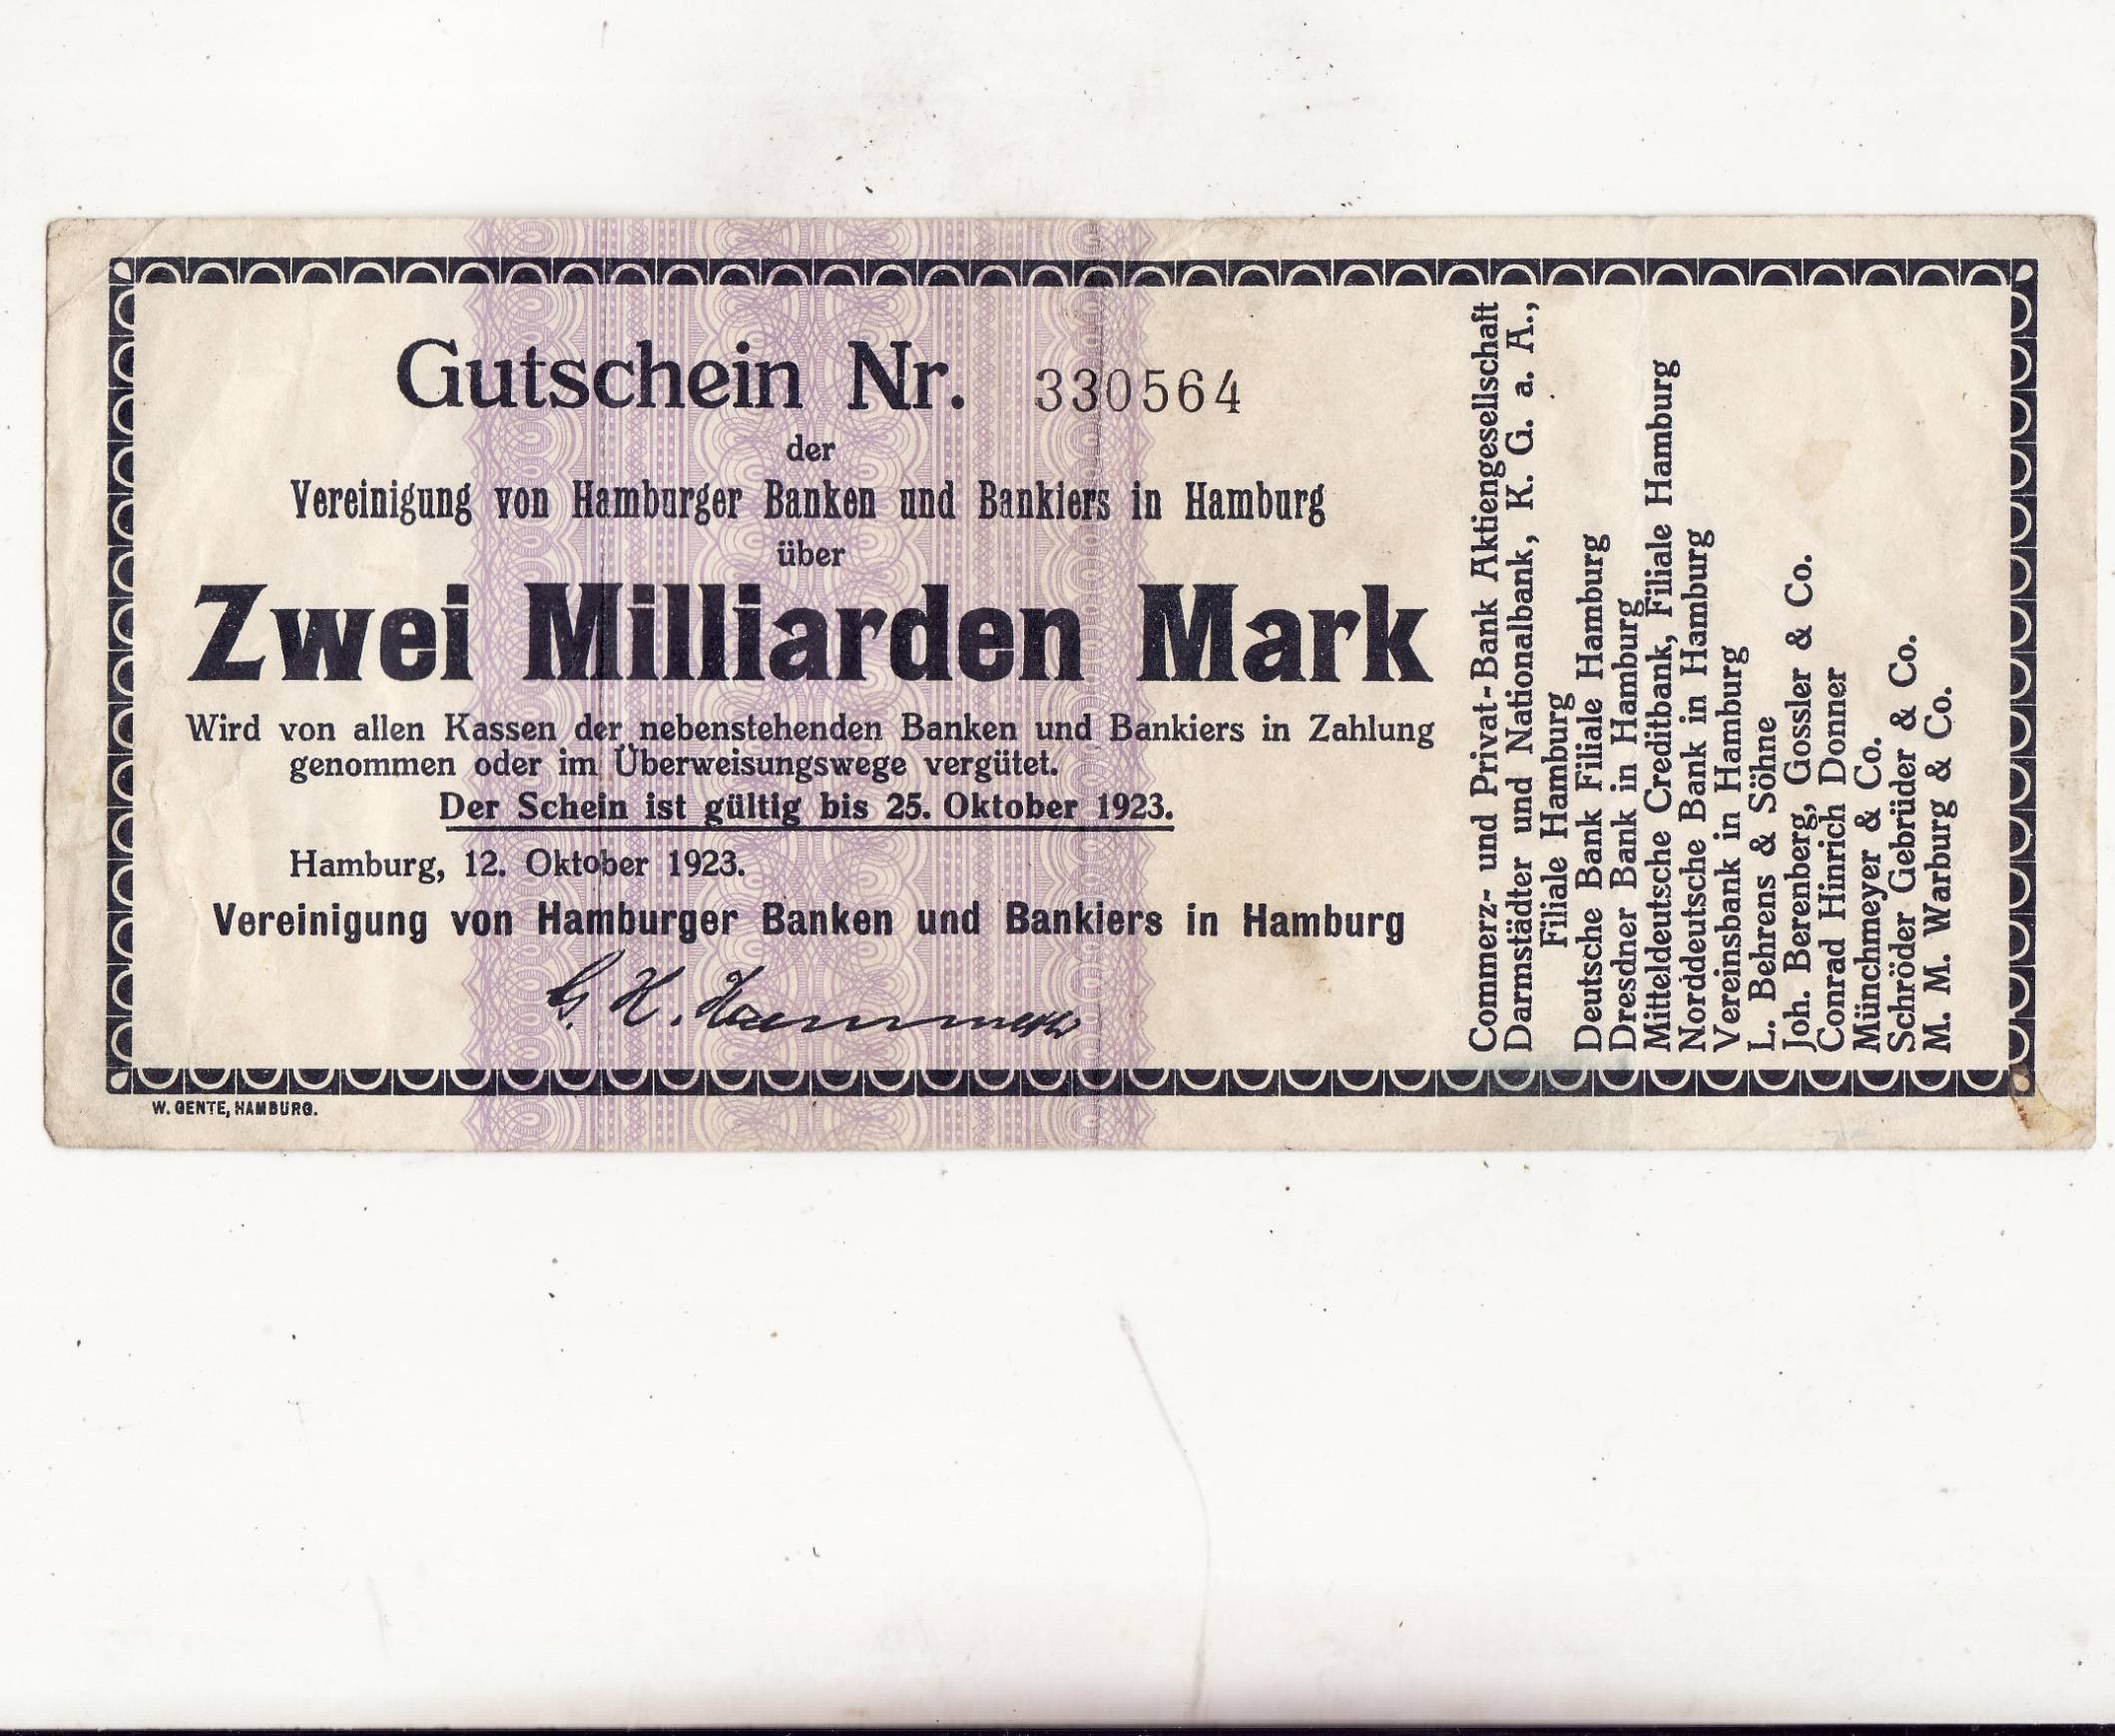 Gutschein Nr. 330564
der
Vereinigung von Hamburger Banken und Bankiers in Hamburg
über
Zwei Milliarden Mark
Wird von allen Kassen der nebenstehenden Banken und Bankiers in Zahlung
genommen oder im Überweisungswege vergütet.
Der Schein ist gültig bis 25. Oktober 1923.
Hamburg, 12. Oktober 1923.
Vereinigung von Hamburger Banken und Bankiers in Hamburg
G. H.
W. GENTE, HAMBURG.
Commerz- und Privat-Bank Aktiengesellschaft
Darmstädter und Nationalbank, K. G. a. A.,
Filiale Hamburg
Deutsche Bank Filiale Hamburg
Dresdner Bank in Hamburg
Mitteldeutsche Creditbank, Filiale Hamburg
Norddeutsche Bank in Hamburg
Vereinsbank in Hamburg
L. Behrens & Söhne
Joh. Berenberg, Gossler & Co.
Conrad Hinrich Donner
Münchmeyer & Co.
Schröder Gebrüder & Co.
M. M. Warburg & Co.